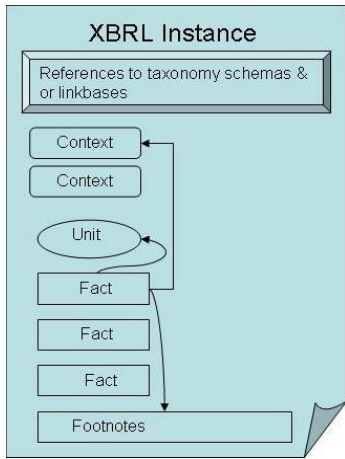 XBRL Instance
References to taxonomy schemas &
or linkbases
Context
Context
Unit
Fact
Fact
Fact
Footnotes